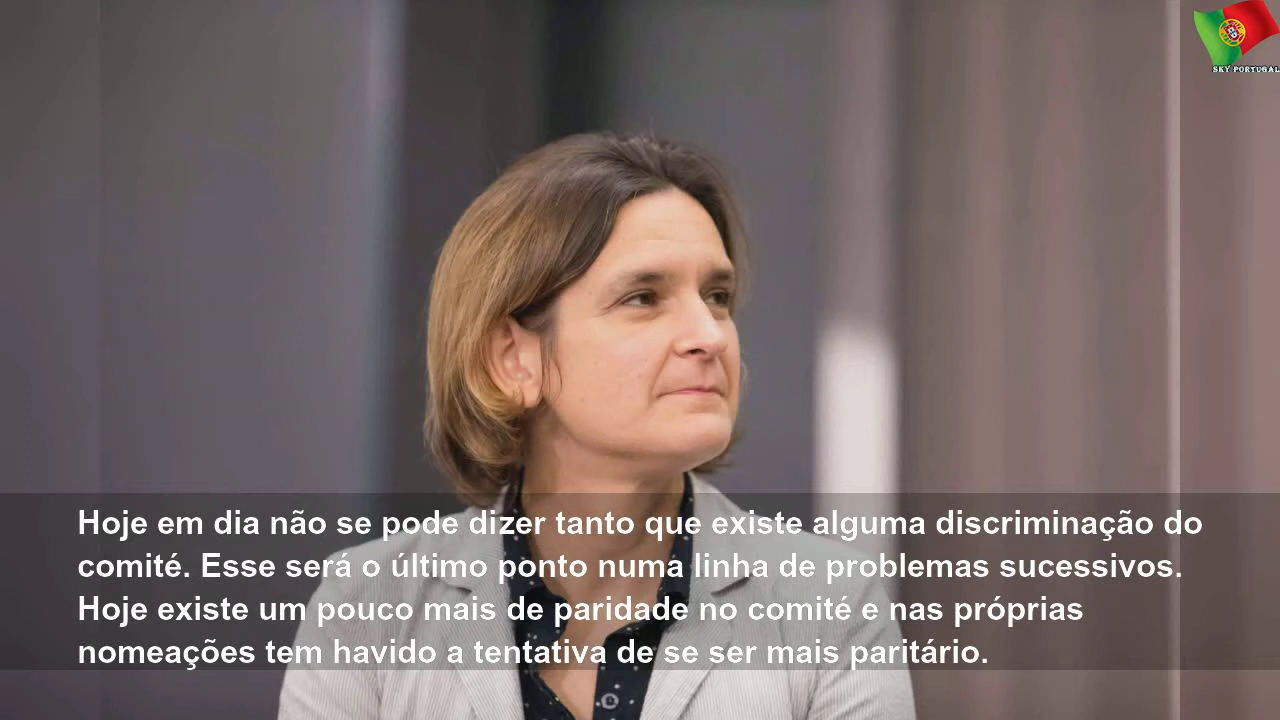 SKY PORTUGAL
Hoje em dia não se pode dizer tanto que existe alguma discriminação do
comité. Esse será o último ponto numa linha de problemas sucessivos.
Hoje existe um pouco mais de paridade no comité e nas próprias
nomeações tem havido a tentativa de se ser mais paritário.